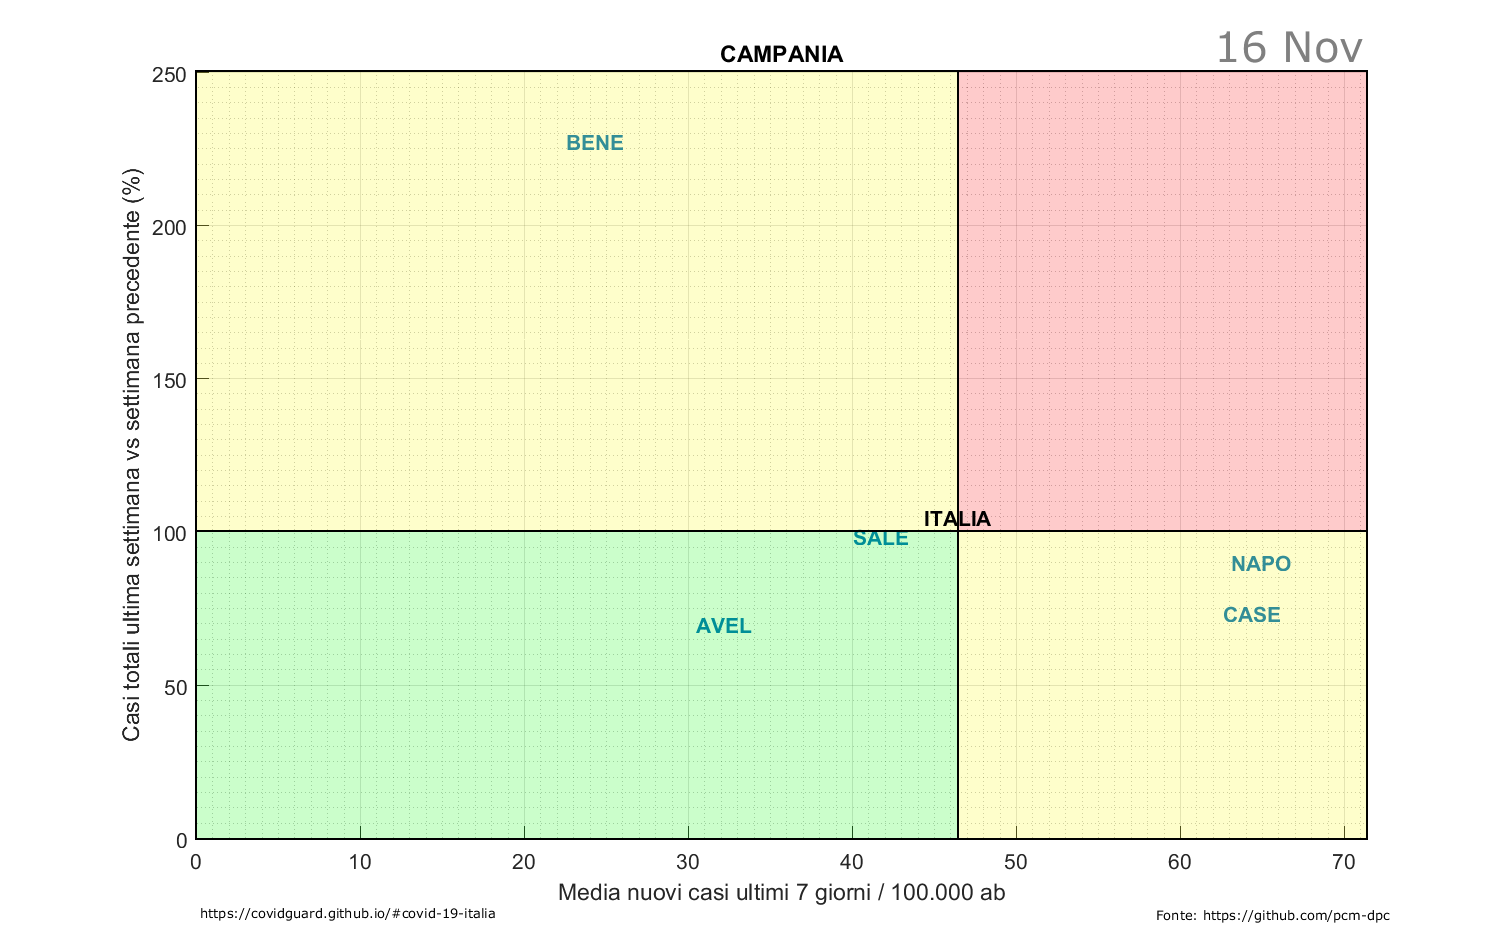 16 Nov
CAMPANIA
250
200
150
100
50
0
Casi totali ultima settimana vs settimana precedente (%)
BENE
ITALIA
SALE
NAPO
CASE
AVEL
0 10 20 30 40 50 60 70
Media nuovi casi ultimi 7 giorni / 100.000 ab
https://covidguard.github.io/#covid-19-italia
Fonte: https://github.com/pcm-dpc